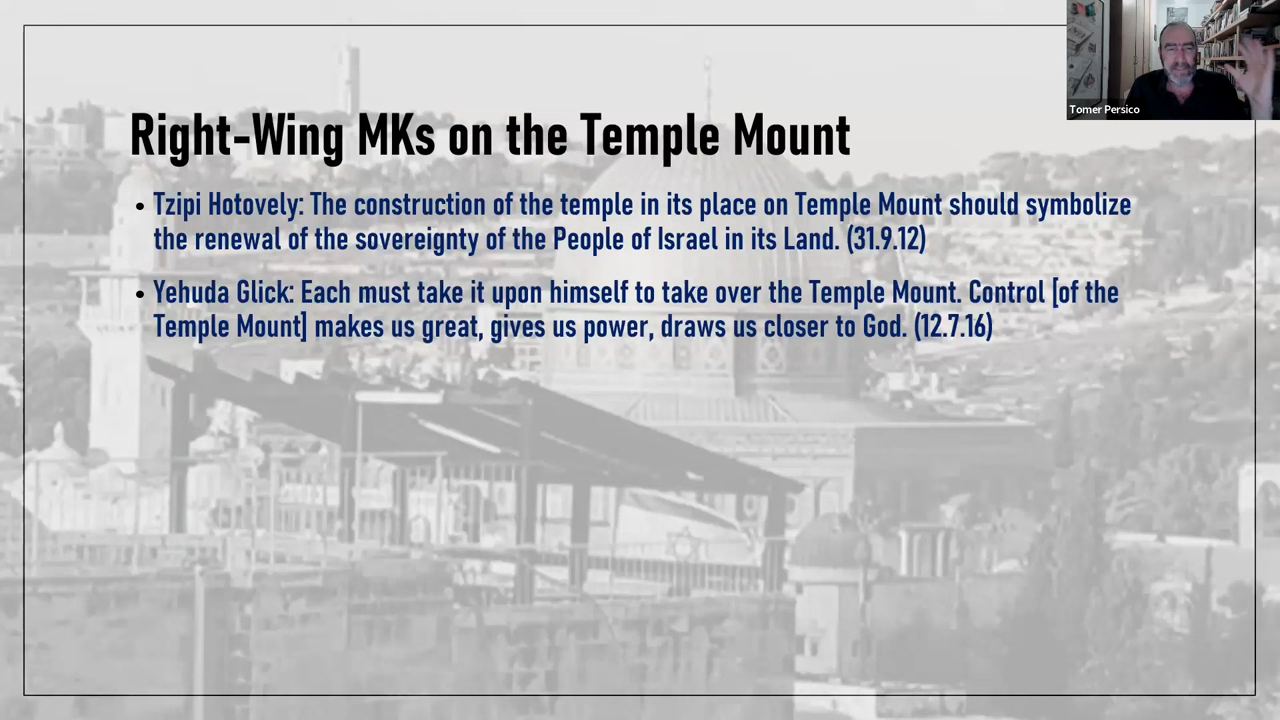 Tomer Persico
Right-Wing MKs on the Temple Mount
• Tzipi Hotovely: The construction of the temple in its place on Temple Mount should symbolize
the renewal of the sovereignty of the People of Israel in its Land. (31.9.12)
• Yehuda Glick: Each must take it upon himself to take over the Temple Mount. Control [of the
Temple Mount] makes us great, gives us power, draws us closer to God. (12.7.16)